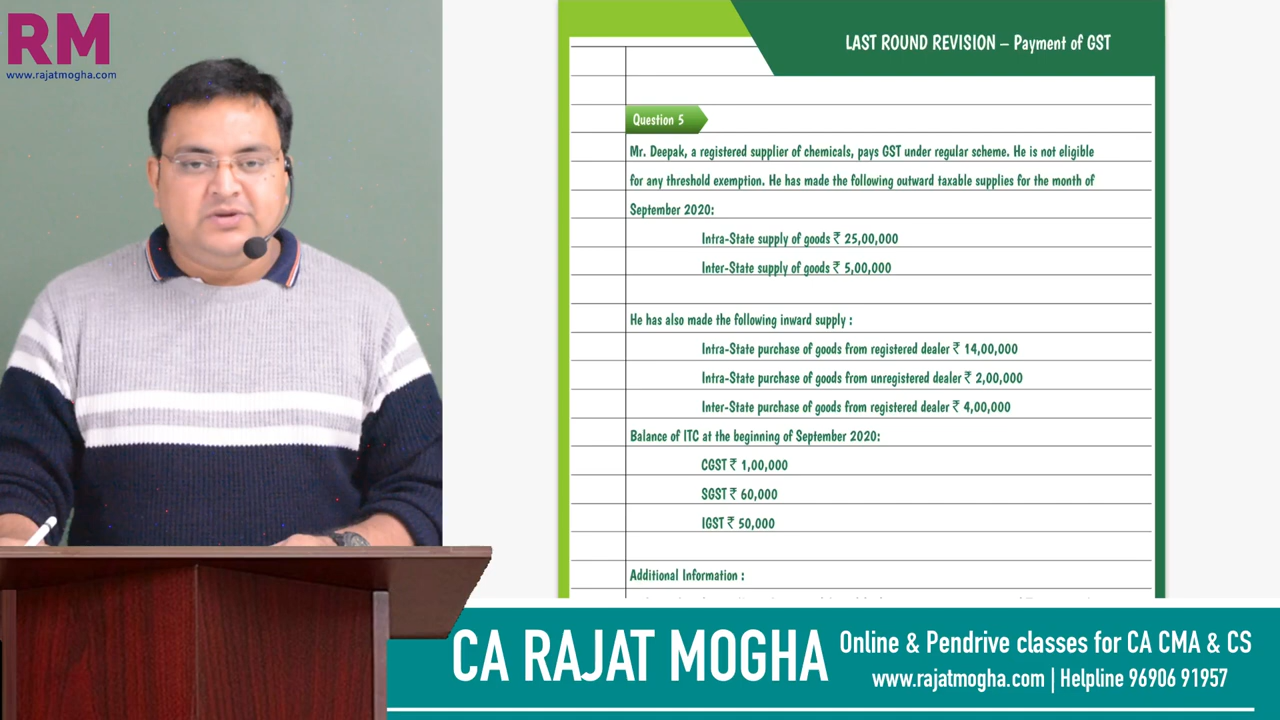 RM
www.rajatmogha.com
LAST ROUND REVISION – Payment of GST
Question 5
Mr. Deepak, a registered supplier of chemicals, pays GST under regular scheme. He is not eligible
for any threshold exemption. He has made the following outward taxable supplies for the month of
September 2020:
Intra-State supply of goods ₹ 25,00,000
Inter-State supply of goods ₹ 5,00,000
He has also made the following inward supply :
Intra-State purchase of goods from registered dealer ₹ 14,00,000
Intra-State purchase of goods from unregistered dealer ₹ 2,00,000
Inter-State purchase of goods from registered dealer ₹ 4,00,000
Balance of ITC at the beginning of September 2020:
CGST ₹ 1,00,000
SGST ₹ 60,000
IGST ₹ 50,000
Additional Information :
CA RAJAT MOGHA
Online & Pendrive classes for CA CMA & CS
www.rajatmogha.com | Helpline 96906 91957